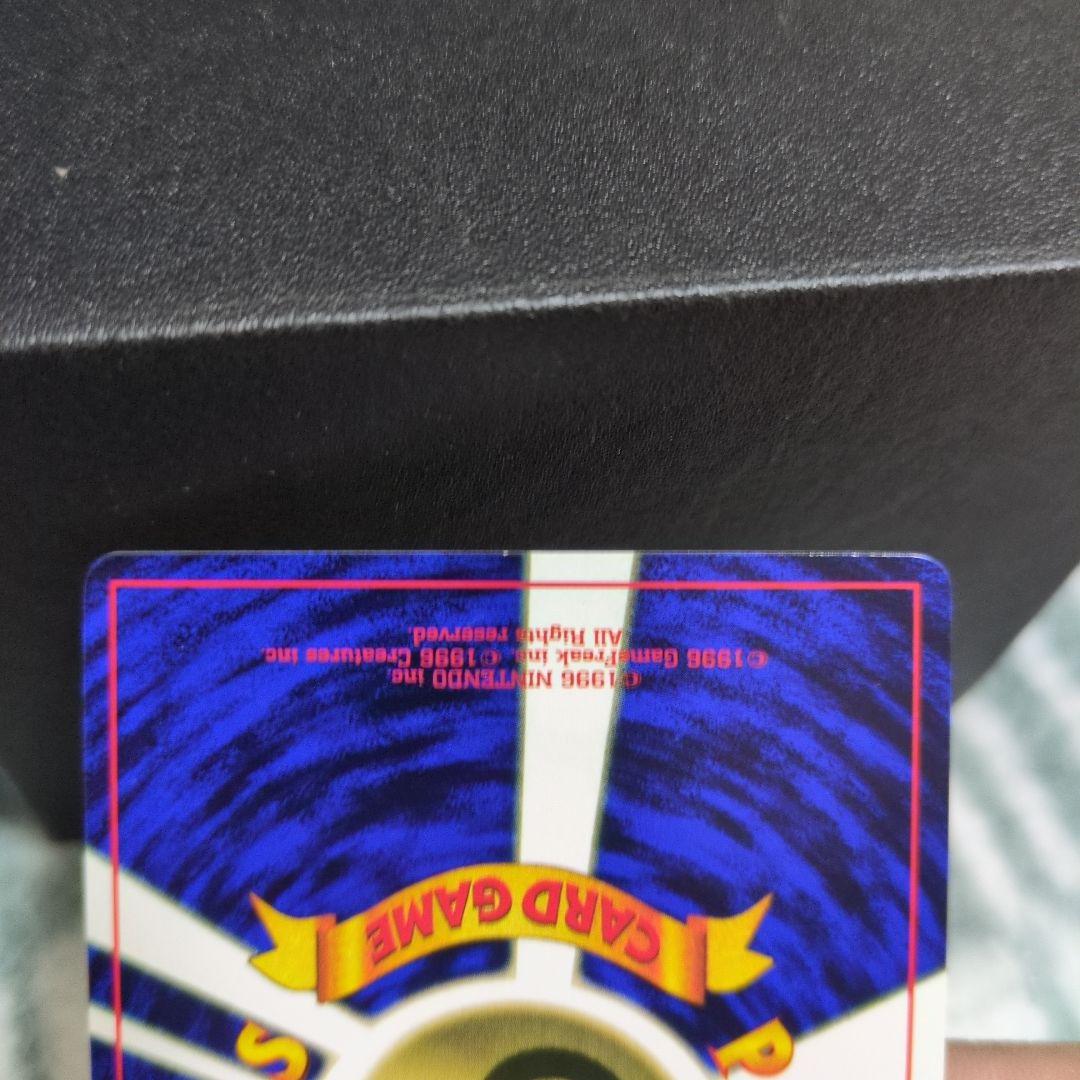 P S
CARD GAME
©1996 NINTENDO inc.
©1996 GameFreak inc. ©1996 Creatures inc.
All Rights reserved.